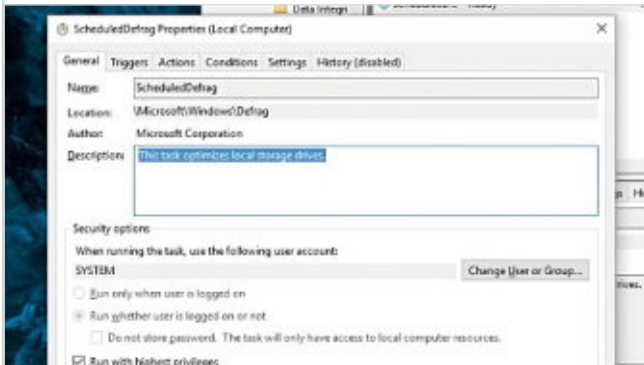 Data Integri
Ready
ScheduledDefrag Properties (Local Computer)
General Triggers Actions Conditions Settings History (disabled)
Name: ScheduledDefrag
Location: \Microsoft\Windows\Defrag
Author: Microsoft Corporation
Description: This task optimizes local storage drives.
Security options
When running the task, use the following user account:
SYSTEM
Change User or Group...
Run only when user is logged on
Run whether user is logged on or not
Do not store password. The task will only have access to local computer resources.
Run with highest privileges